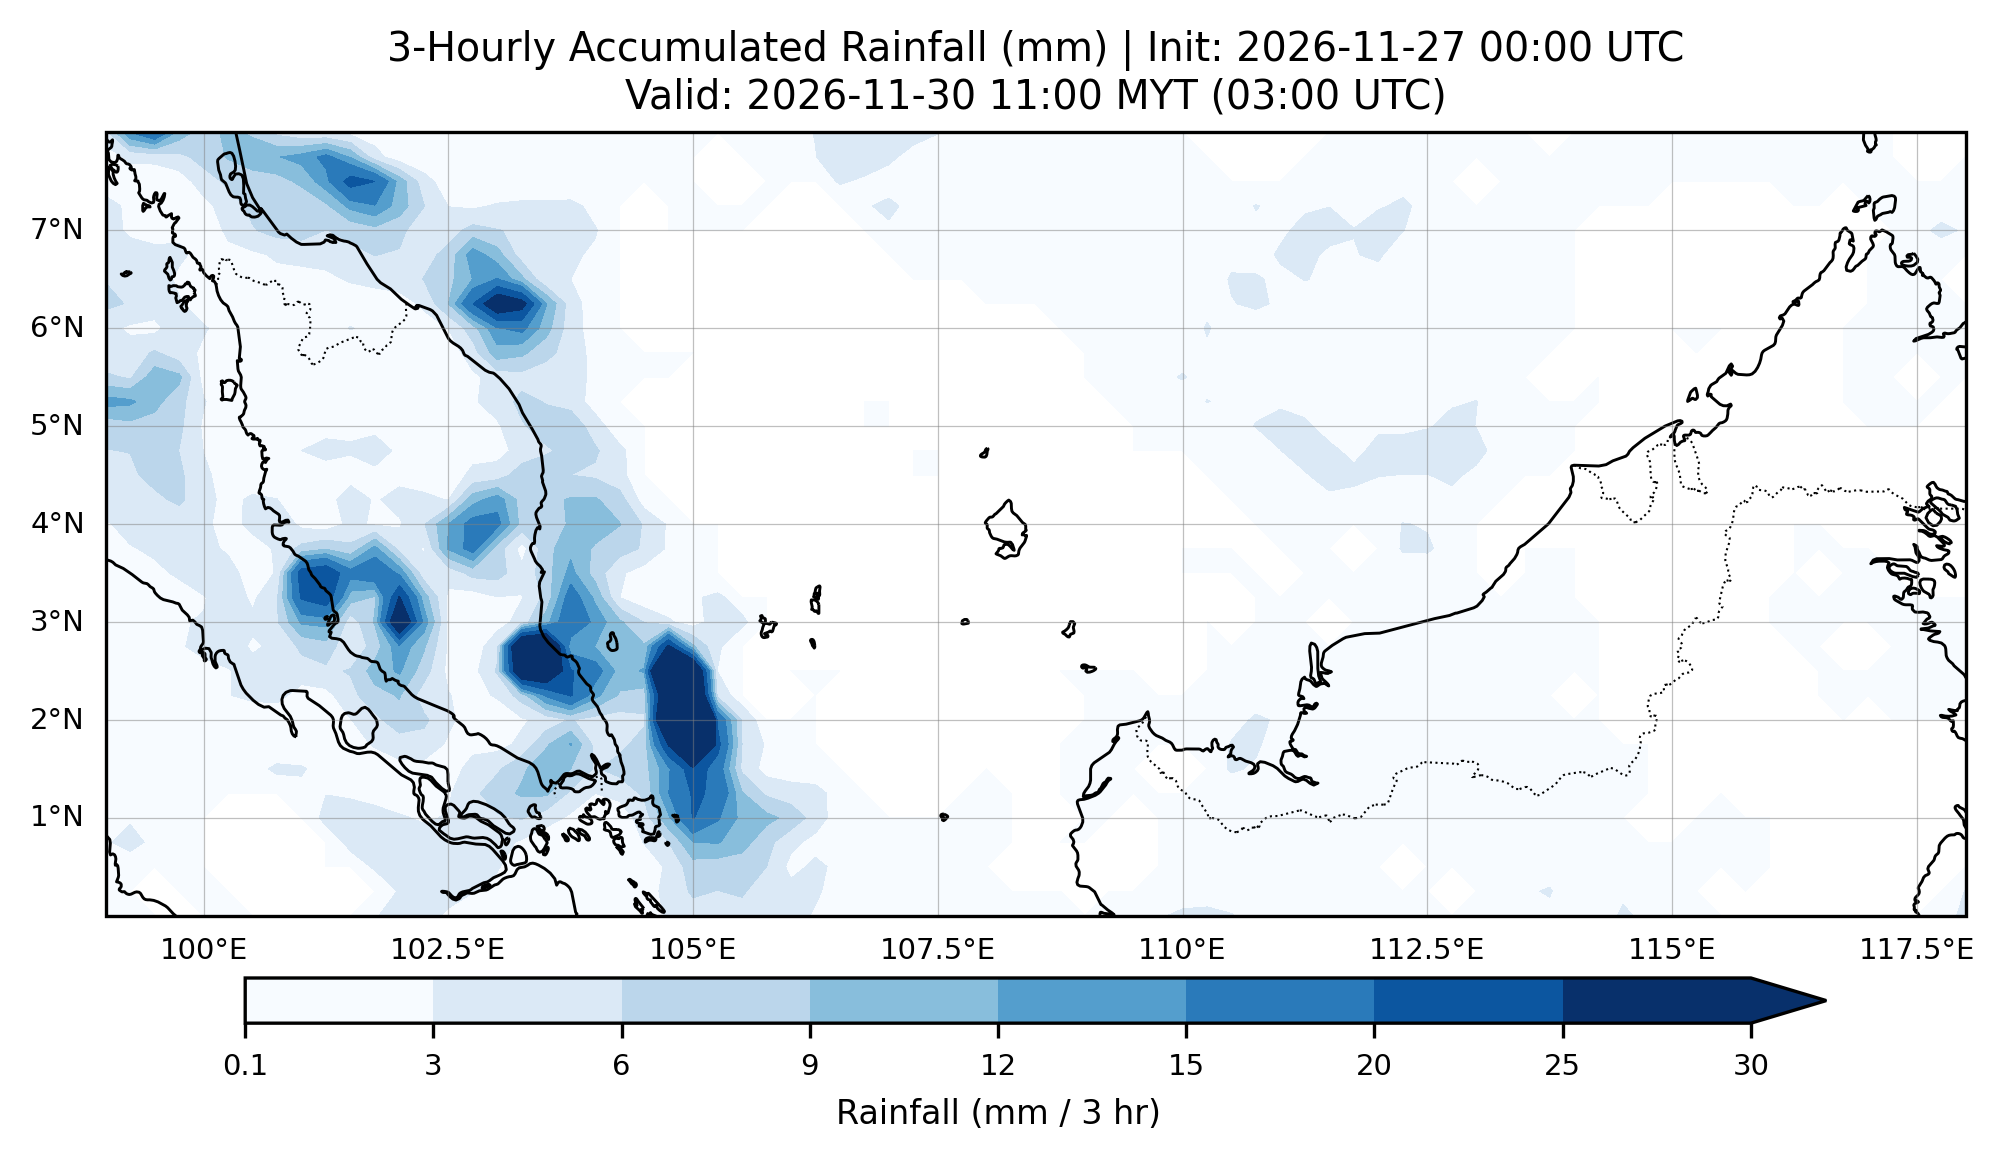 3-Hourly Accumulated Rainfall (mm) | Init: 2026-11-27 00:00 UTC
Valid: 2026-11-30 11:00 MYT (03:00 UTC)
7°N
6°N
5°N
4°N
3°N
2°N
1°N
100°E 102.5°E 105°E 107.5°E 110°E 112.5°E 115°E 117.5°E
0.1 3 6 9 12 15 20 25 30
Rainfall (mm / 3 hr)